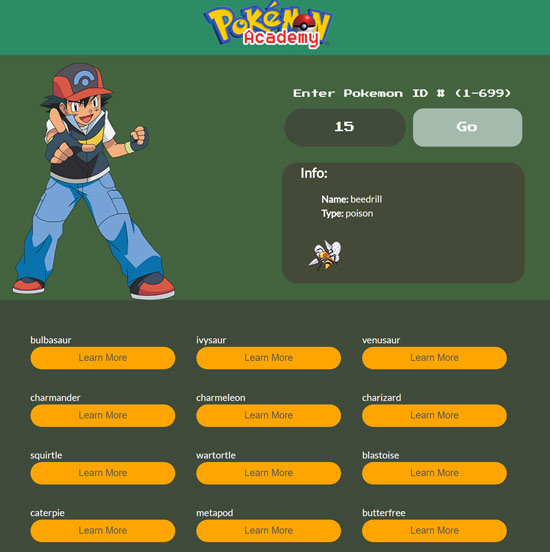 Pokémon
Academy
Enter Pokemon ID # (1-699)
15 Go
Info:
Name: beedrill
Type: poison
bulbasaur ivysaur venusaur
Learn More Learn More Learn More
charmander charmeleon charizard
Learn More Learn More Learn More
squirtle wartortle blastoise
Learn More Learn More Learn More
caterpie metapod butterfree
Learn More Learn More Learn More